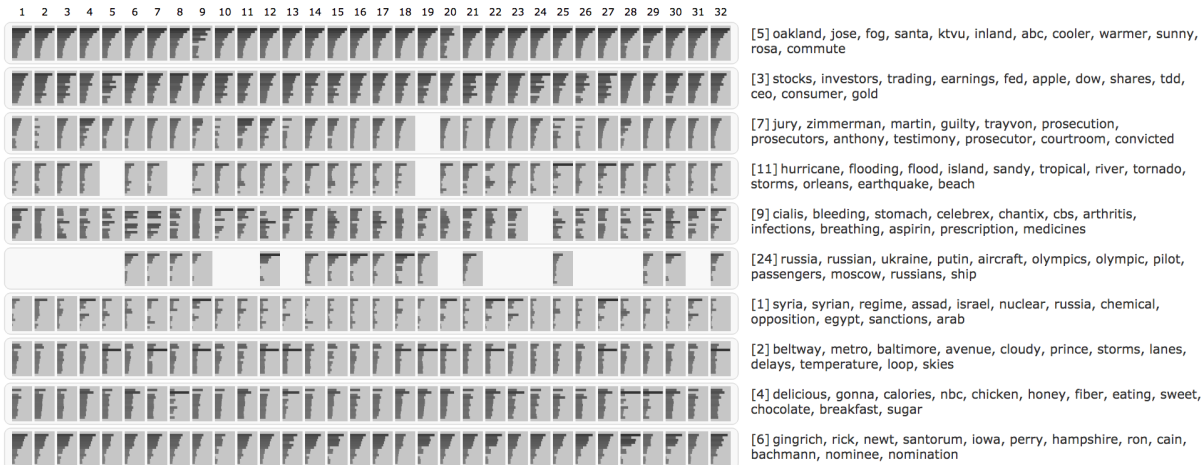 1 2 3 4 5 6 7 8 9 10 11 12 13 14 15 16 17 18 19 20 21 22 23 24 25 26 27 28 29 30 31 32
[5] oakland, jose, fog, santa, ktvu, inland, abc, cooler, warmer, sunny,
rosa, commute
[3] stocks, investors, trading, earnings, fed, apple, dow, shares, tdd,
ceo, consumer, gold
[7] jury, zimmerman, martin, guilty, trayvon, prosecution,
prosecutors, anthony, testimony, prosecutor, courtroom, convicted
[11] hurricane, flooding, flood, island, sandy, tropical, river, tornado,
storms, orleans, earthquake, beach
[9] cialis, bleeding, stomach, celebrex, chantix, cbs, arthritis,
infections, breathing, aspirin, prescription, medicines
[24] russia, russian, ukraine, putin, aircraft, olympics, olympic, pilot,
passengers, moscow, russians, ship
[1] syria, syrian, regime, assad, israel, nuclear, russia, chemical,
opposition, egypt, sanctions, arab
[2] beltway, metro, baltimore, avenue, cloudy, prince, storms, lanes,
delays, temperature, loop, skies
[4] delicious, gonna, calories, nbc, chicken, honey, fiber, eating, sweet,
chocolate, breakfast, sugar
[6] gingrich, rick, newt, santorum, iowa, perry, hampshire, ron, cain,
bachmann, nominee, nomination